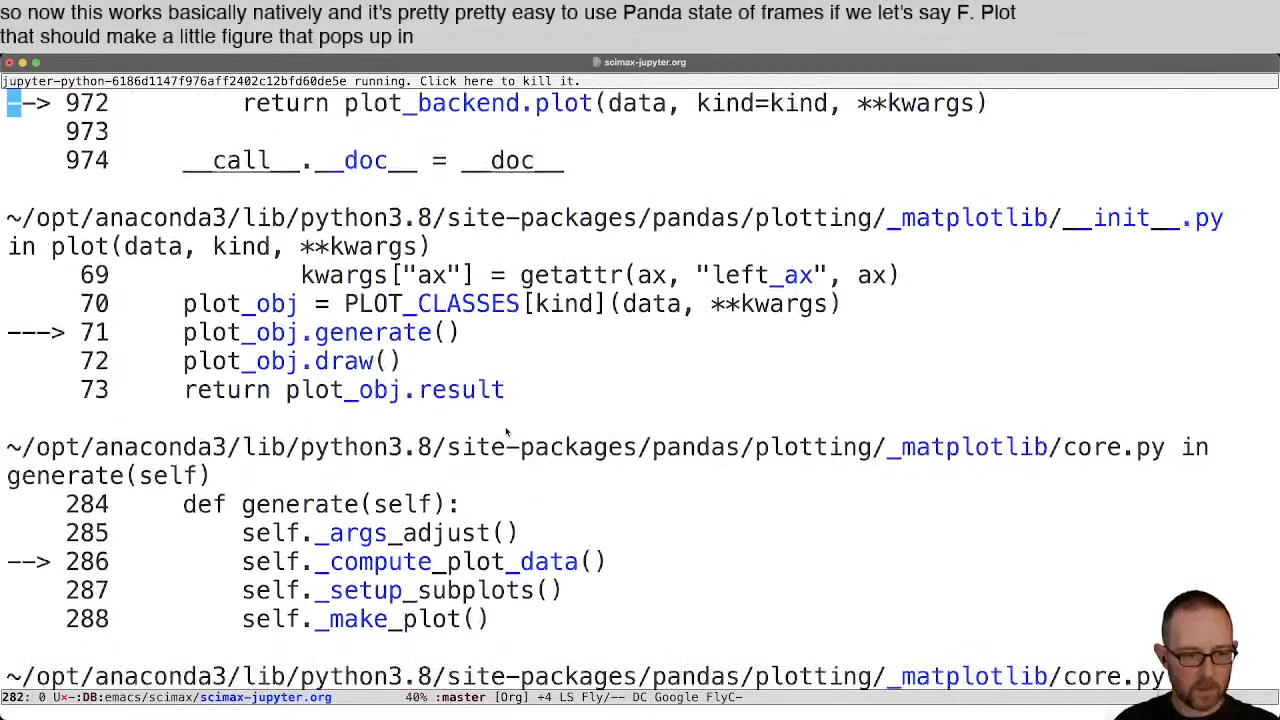 so now this works basically natively and it's pretty pretty easy to use Panda state of frames if we let's say F. Plot
that should make a little figure that pops up in
scimax-jupyter.org
jupyter-python-6186d1147f976aff2402c12bfd60de5e running. Click here to kill it.
--> 972         return plot_backend.plot(data, kind=kind, **kwargs)
973
974     __call__.__doc__ = __doc__
~/opt/anaconda3/lib/python3.8/site-packages/pandas/plotting/_matplotlib/__init__.py
in plot(data, kind, **kwargs)
69             kwargs["ax"] = getattr(ax, "left_ax", ax)
70     plot_obj = PLOT_CLASSES[kind](data, **kwargs)
---> 71     plot_obj.generate()
72     plot_obj.draw()
73     return plot_obj.result
~/opt/anaconda3/lib/python3.8/site-packages/pandas/plotting/_matplotlib/core.py in
generate(self)
284     def generate(self):
285         self._args_adjust()
--> 286         self._compute_plot_data()
287         self._setup_subplots()
288         self._make_plot()
~/opt/anaconda3/lib/python3.8/site-packages/pandas/plotting/_matplotlib/core.py
282: 0 U×-:DB:emacs/scimax/scimax-jupyter.org 40% :master [Org] +4 LS Fly/-- DC Google FlyC-